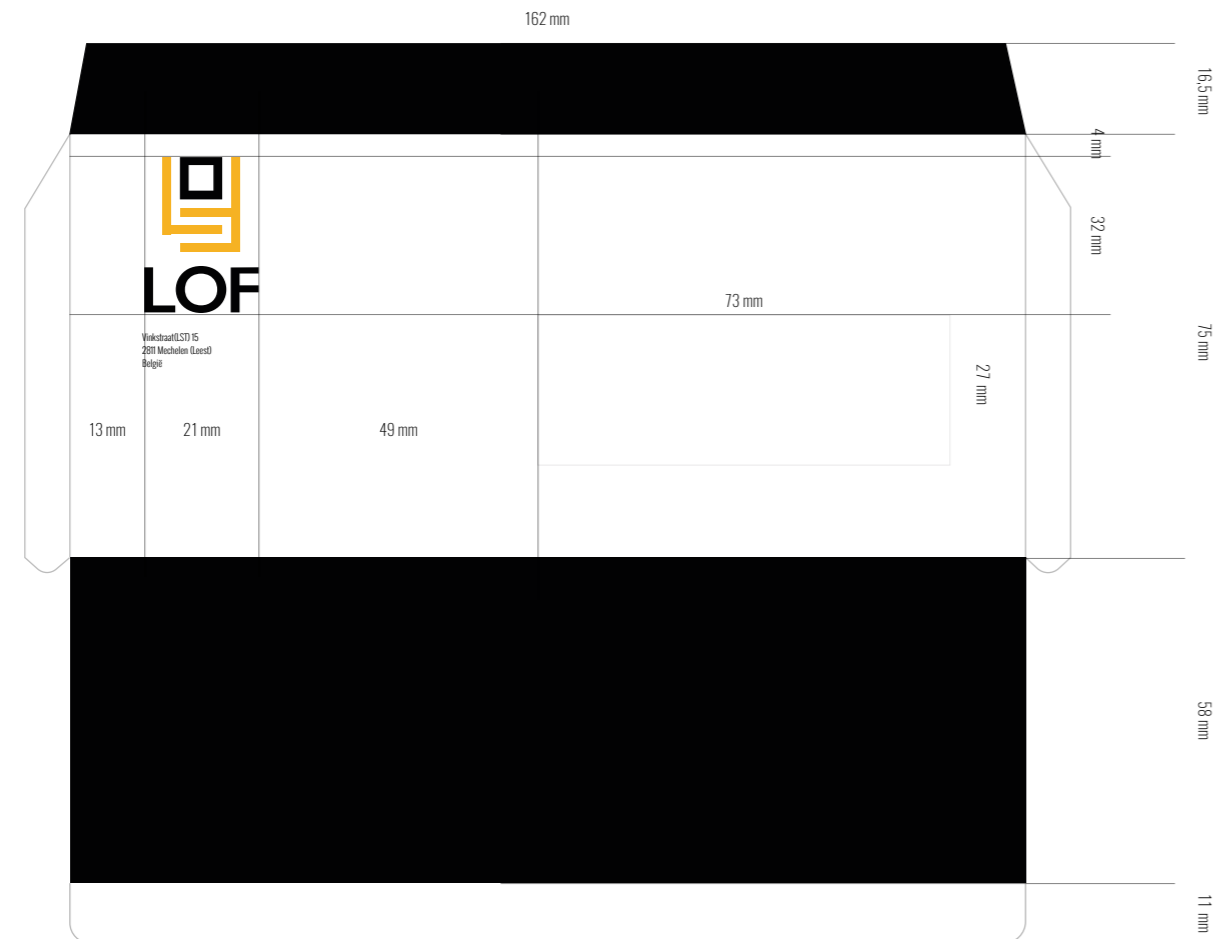 162 mm
16,5 mm
4 mm
32 mm
LOF
73 mm
Vinkstraat(LST) 15
2811 Mechelen (Leest)
België
75 mm
27 mm
13 mm
21 mm
49 mm
58 mm
11 mm